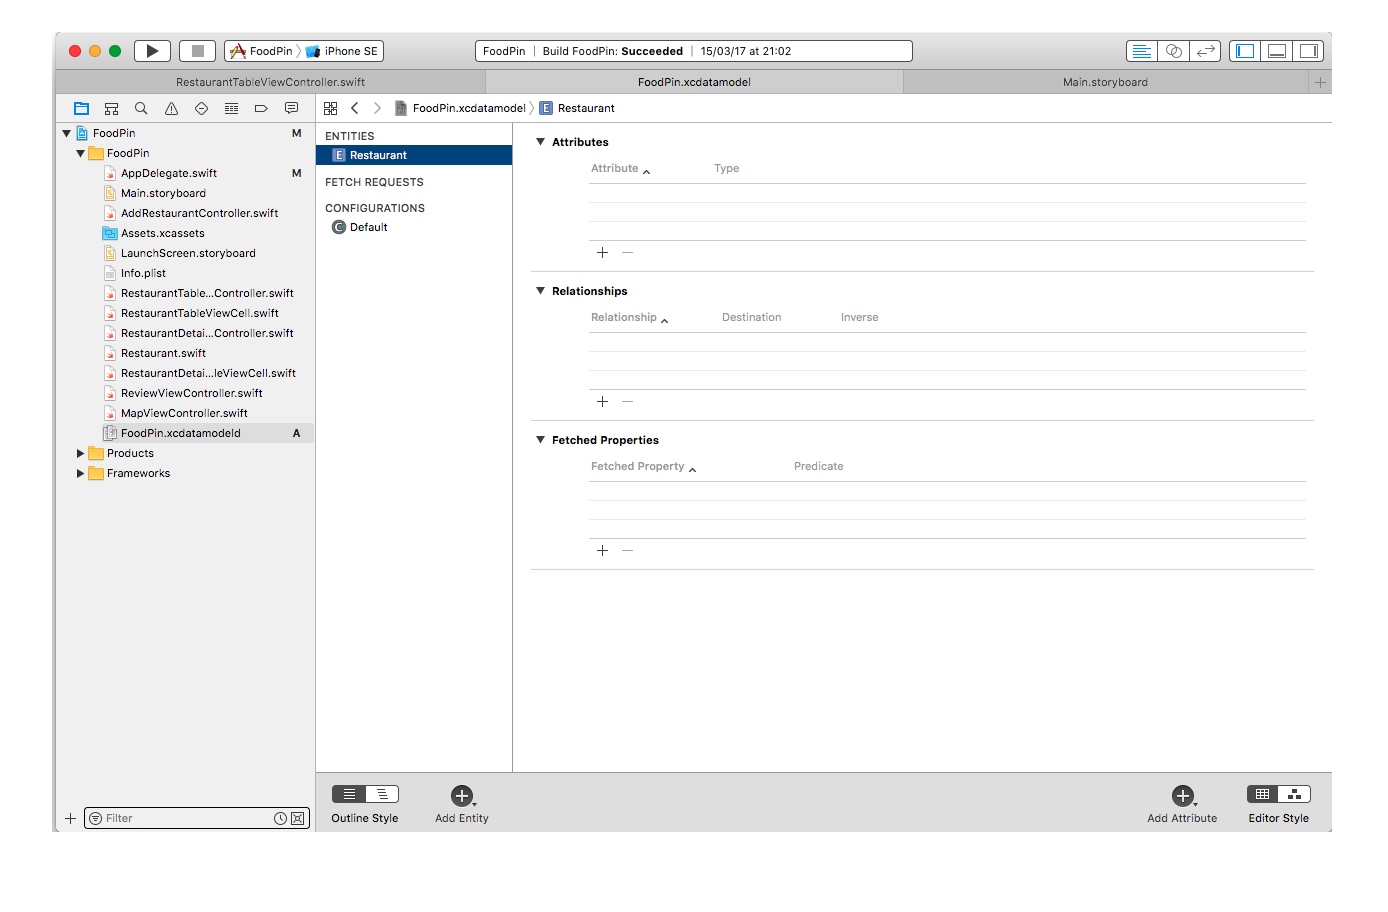 FoodPin iPhone SE
FoodPin | Build FoodPin: Succeeded | 15/03/17 at 21:02
RestaurantTableViewController.swift
FoodPin.xcdatamodel
Main.storyboard
FoodPin.xcdatamodel
E Restaurant
FoodPin M
FoodPin
AppDelegate.swift M
Main.storyboard
AddRestaurantController.swift
Assets.xcassets
LaunchScreen.storyboard
Info.plist
RestaurantTable...Controller.swift
RestaurantTableViewCell.swift
RestaurantDetai...Controller.swift
Restaurant.swift
RestaurantDetai...leViewCell.swift
ReviewViewController.swift
MapViewController.swift
FoodPin.xcdatamodeld A
Products
Frameworks
Filter
ENTITIES
E Restaurant
FETCH REQUESTS
CONFIGURATIONS
C Default
Attributes
Attribute Type
Relationships
Relationship Destination Inverse
Fetched Properties
Fetched Property Predicate
Outline Style
Add Entity
Add Attribute
Editor Style